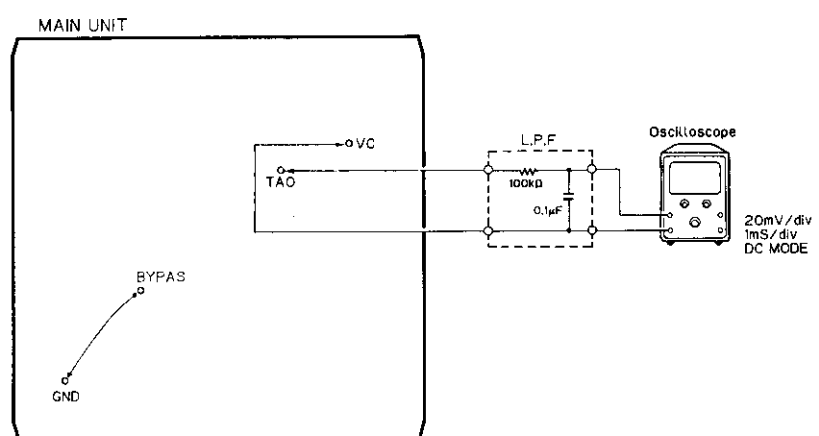 MAIN UNIT
VC
TAO
L.P.F
100kΩ
0.1μF
Oscilloscope
20mV/div
1mS/div
DC MODE
BYPAS
GND